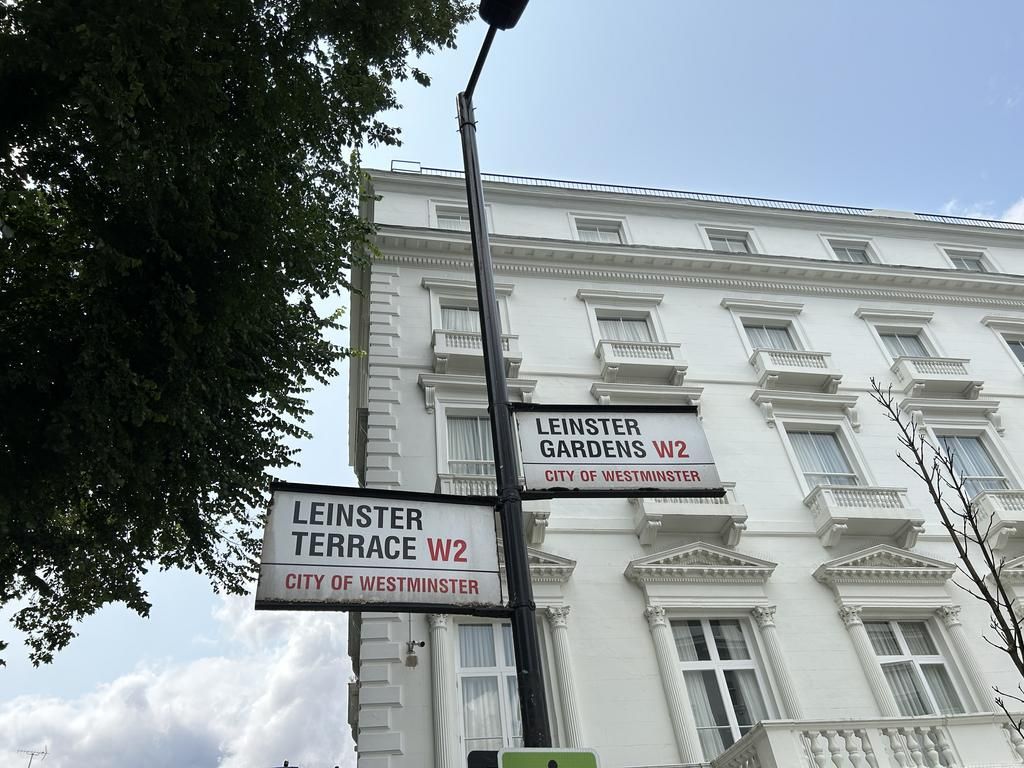 LEINSTER
GARDENS W2
CITY OF WESTMINSTER
LEINSTER
TERRACE W2
CITY OF WESTMINSTER